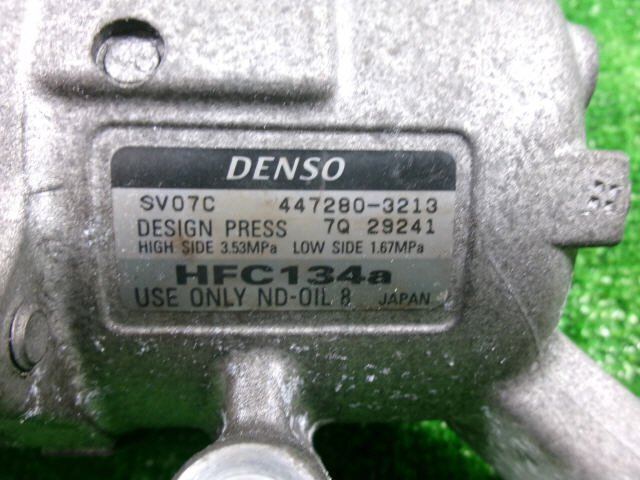 DENSO
SV07C 447280-3213
DESIGN PRESS 7Q 29241
HIGH SIDE 3.53MPa LOW SIDE 1.67MPa
HFC134a
USE ONLY ND-OIL 8 JAPAN